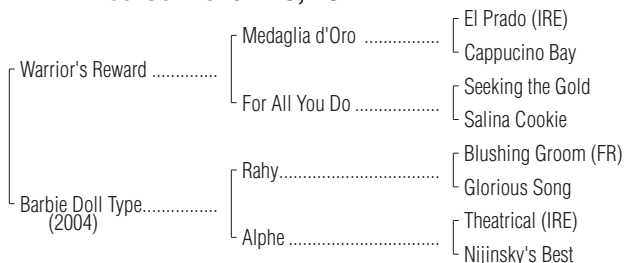 El Prado (IRE)
Medaglia d'Oro ...............
Cappucino Bay
Warrior's Reward .............
Seeking the Gold
For All You Do .................
Salina Cookie
Blushing Groom (FR)
Rahy................................
Glorious Song
Barbie Doll Type...............
(2004)
Theatrical (IRE)
Alphe ..............................
Nijinsky's Best